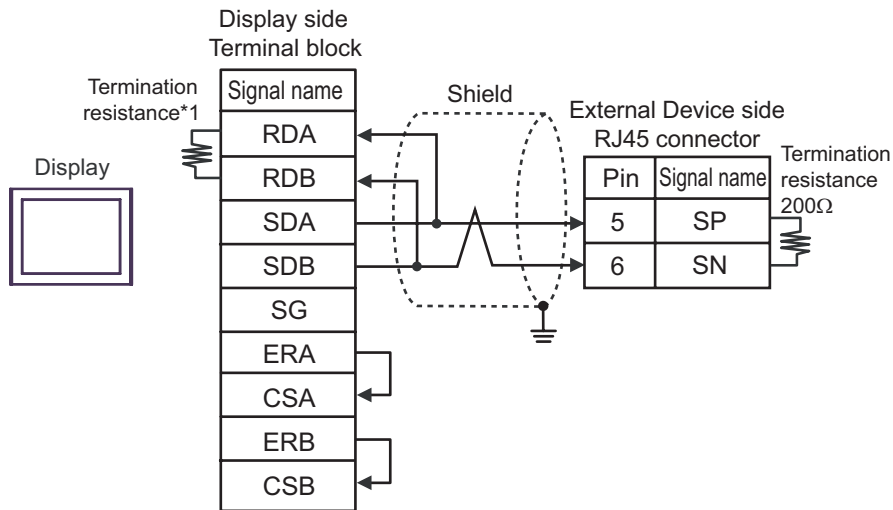 Display side
Terminal block
Termination
resistance*1
Signal name
Shield
External Device side
RJ45 connector
Display
RDA
RDB
SDA
SDB
SG
ERA
CSA
ERB
CSB
Pin Signal name
5 SP
6 SN
Termination
resistance
200Ω